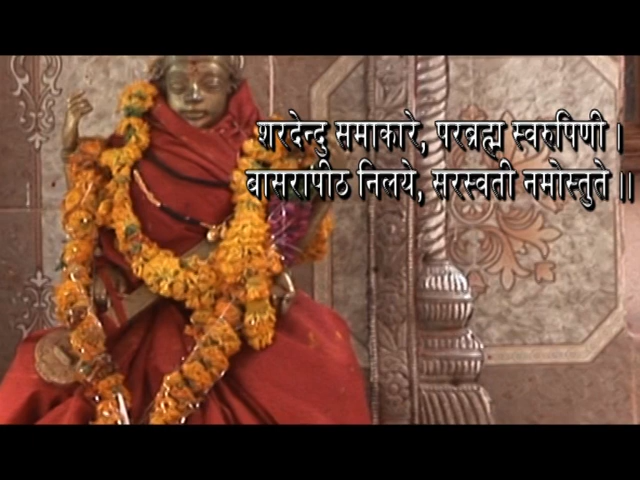 शरदेन्दु समाकारे, परब्रह्म स्वरुपिणी |
बासरापीठ निलये, सरस्वती नमोस्तुते ||